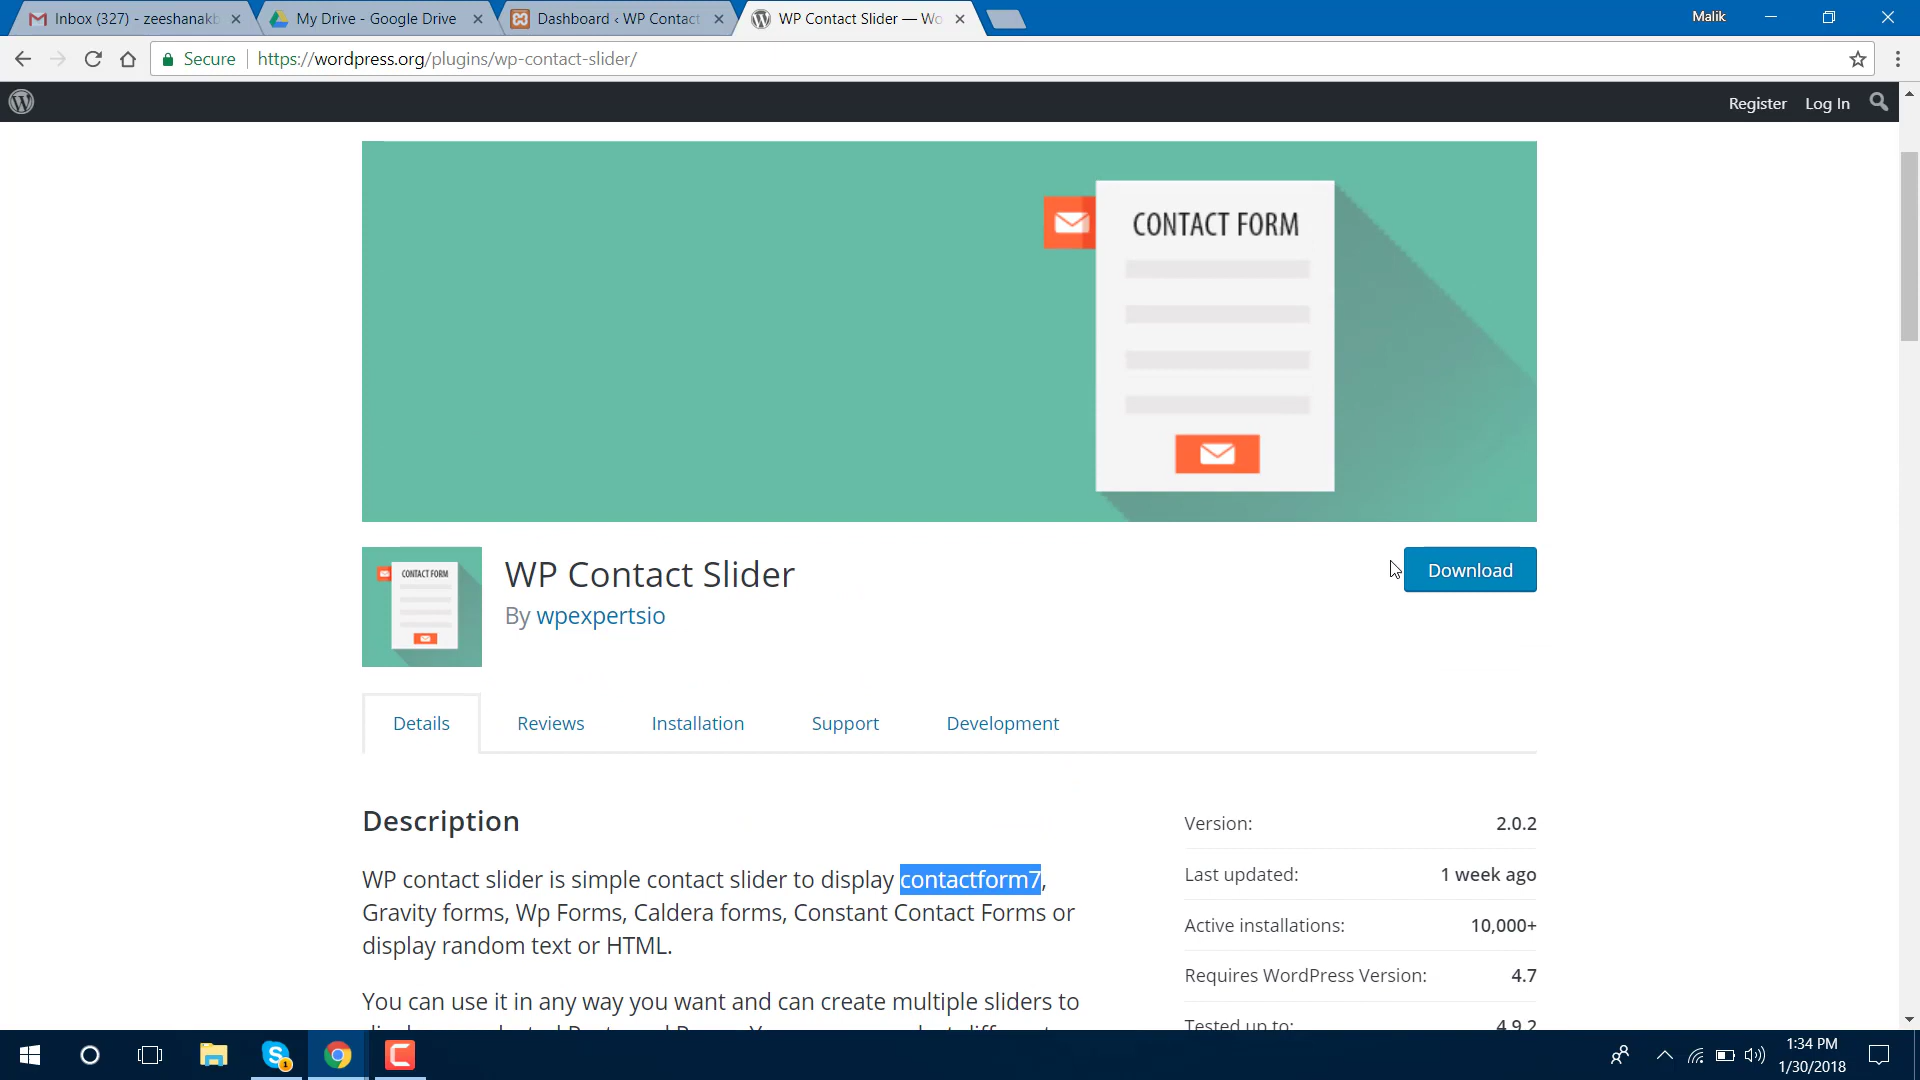 Inbox (327) - zeeshanakb
My Drive - Google Drive
Dashboard ‹ WP Contact
WP Contact Slider — Wo
Malik
Secure
https://wordpress.org/plugins/wp-contact-slider/
Register
Log In
CONTACT FORM
CONTACT FORM
WP Contact Slider
By wpexpertsio
Download
Details
Reviews
Installation
Support
Development
Description
WP contact slider is simple contact slider to display contactform7,
Gravity forms, Wp Forms, Caldera forms, Constant Contact Forms or
display random text or HTML.
You can use it in any way you want and can create multiple sliders to
Version: 2.0.2
Last updated: 1 week ago
Active installations: 10,000+
Requires WordPress Version: 4.7
Tested up to: 4.9.2
1
1:34 PM
1/30/2018